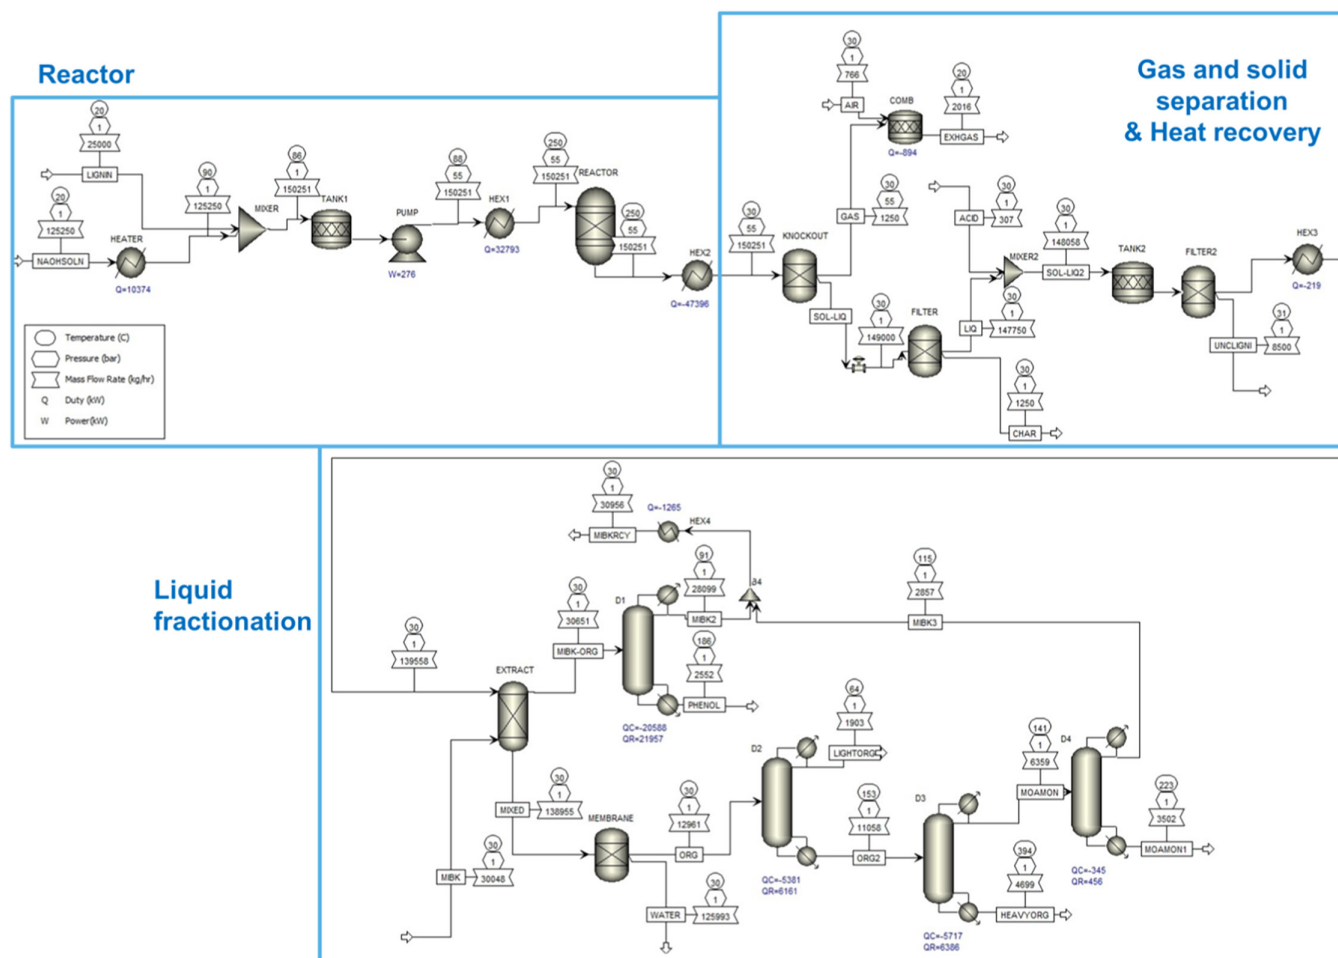 Reactor
20
1
25000
LIGNIN
20
1
125250
NAOHSOLN
HEATER
Q=10374
90
1
125250
MIXER
86
1
150251
TANK1
PUMP
W=276
88
55
150251
HEX1
Q=32793
250
55
150251
REACTOR
250
55
150251
HEX2
Q=-47396
Temperature (C)
Pressure (bar)
Mass Flow Rate (kg/hr)
Q Duty (kW)
W Power(kW)
Gas and solid
separation
& Heat recovery
30
1
766
AIR
COMB
Q=-894
20
1
2016
EXHGAS
30
55
150251
KNOCKOUT
GAS
30
55
1250
SOL-LIQ
30
1
149000
FILTER
ACID
30
1
307
LIQ
30
1
147750
MIXER2
30
1
148058
SOL-LIQ2
TANK2
FILTER2
HEX3
Q=-219
UNCLIGNI
31
1
8500
30
1
1250
CHAR
Liquid
fractionation
30
1
30956
MIBKRCY
Q=-1265
HEX4
30
1
139558
EXTRACT
30
1
30651
MIBK-ORG
D1
91
1
28099
MIBK2
186
1
2552
PHENOL
QC=-20588
QR=21957
115
1
2857
MIBK3
MIBK
30
1
30048
MIXED
30
1
138955
MEMBRANE
30
1
12961
ORG
WATER
30
1
125993
D2
64
1
1903
LIGHTORG
QC=-5381
QR=6161
153
1
11058
ORG2
D3
141
1
6359
MOAMON
394
1
4699
HEAVYORG
QC=-5717
QR=6386
D4
223
1
3502
MOAMON1
QC=-345
QR=456